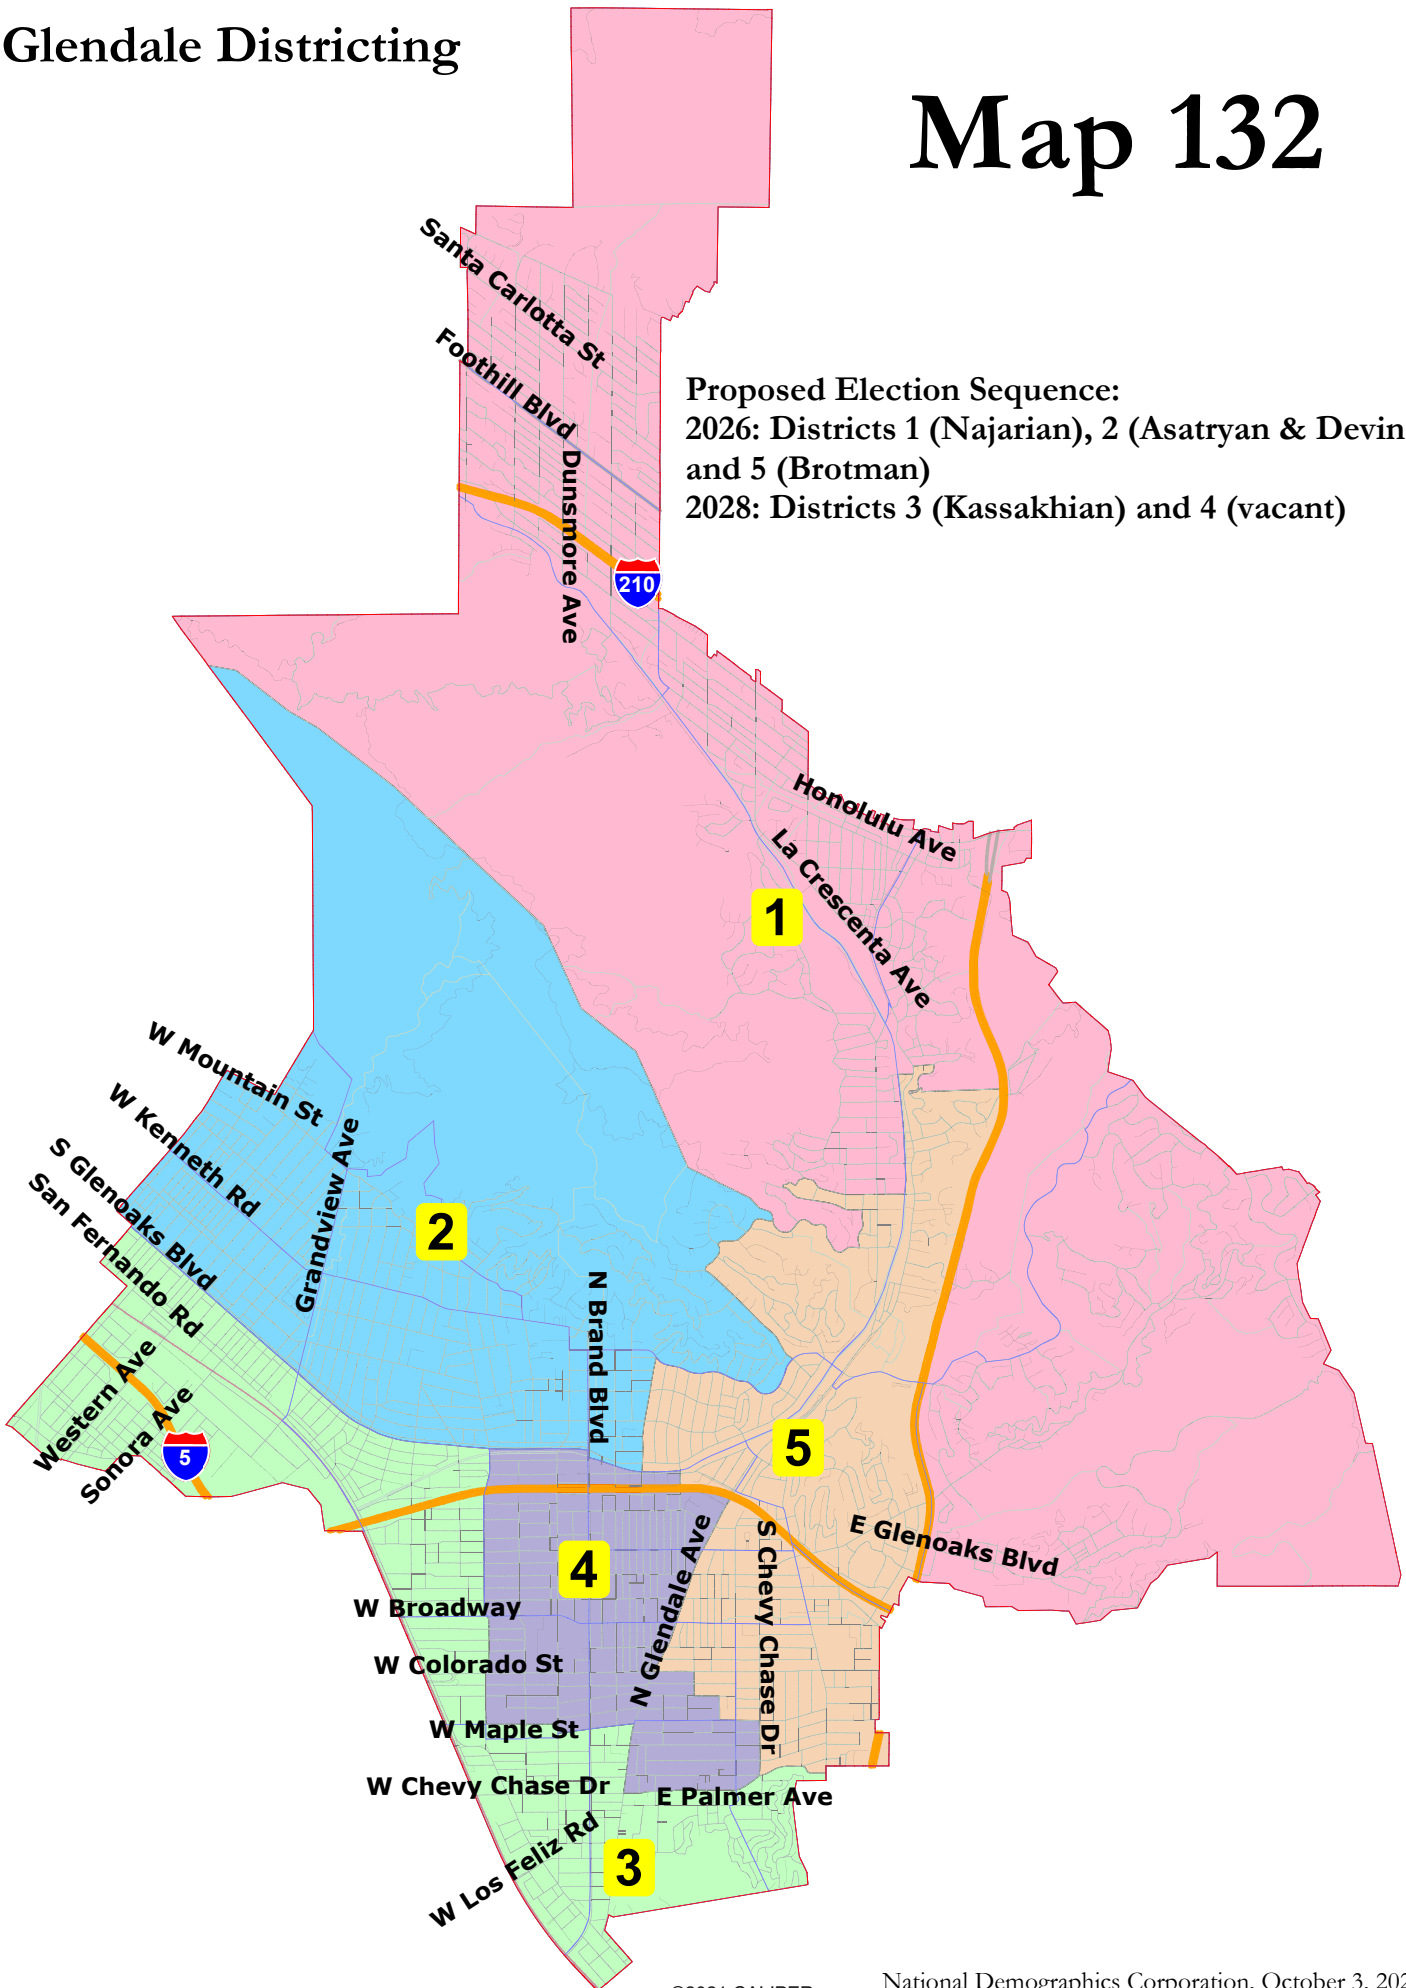 Glendale Districting
Map 132
Santa Carlotta St
Foothill Blvd
Proposed Election Sequence:
2026: Districts 1 (Najarian), 2 (Asatryan & Devin
and 5 (Brotman)
2028: Districts 3 (Kassakhian) and 4 (vacant)
Dunsmore Ave
210
Honolulu Ave
La Crescenta Ave
1
W Mountain St
W Kenneth Rd
S Glenoaks Blvd
San Fernando Rd
Grandview Ave
2
N Brand Blvd
Western Ave
Sonora Ave
5
5
E Glenoaks Blvd
4
N Glendale Ave
S Chevy Chase Dr
W Broadway
W Colorado St
W Maple St
W Chevy Chase Dr
E Palmer Ave
W Los Feliz Rd
3
National Demographics Corporation, October 3, 202